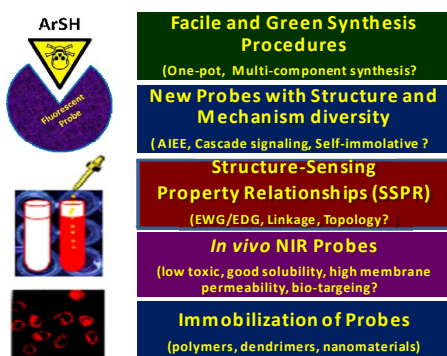 ArSH
Fluorescent
Probe
Facile and Green Synthesis
Procedures
(One-pot, Multi-component synthesis?
New Probes with Structure and
Mechanism diversity
( AIEE, Cascade signaling, Self-immolative ?
Structure-Sensing
Property Relationships (SSPR)
(EWG/EDG, Linkage, Topology?
In vivo NIR Probes
(low toxic, good solubility, high membrane
permeability, bio-targeing?
Immobilization of Probes
(polymers, dendrimers, nanomaterials)